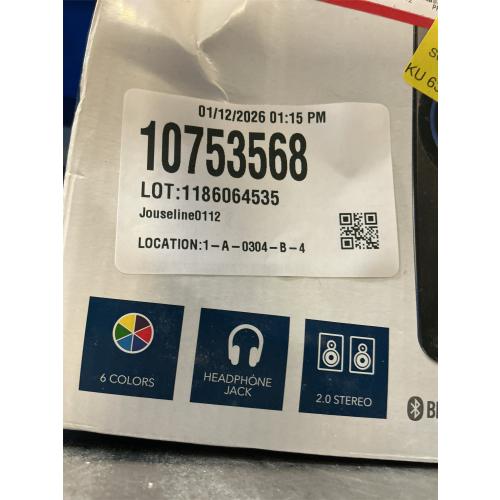 01/12/2026 01:15 PM
10753568
LOT:1186064535
Jouseline0112
LOCATION:1-A-0304-B-4
KU
6 COLORS
HEADPHONE
JACK
2.0 STEREO